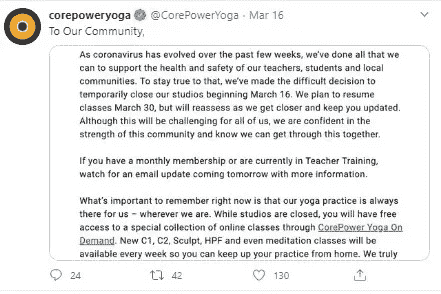 corepoweryoga @CorePowerYoga · Mar 16
To Our Community,
As coronavirus has evolved over the past few weeks, we've done all that we
can to support the health and safety of our teachers, students and local
communities. To stay true to that, we've made the difficult decision to
temporarily close our studios beginning March 16. We plan to resume
classes March 30, but will reassess as we get closer and keep you updated.
Although this will be challenging for all of us, we are confident in the
strength of this community and know we can get through this together.
If you have a monthly membership or are currently in Teacher Training,
watch for an email update coming tomorrow with more information.
What's important to remember right now is that our yoga practice is always
there for us – wherever we are. While studios are closed, you will have free
access to a special collection of online classes through CorePower Yoga On
Demand. New C1, C2, Sculpt, HPF and even meditation classes will be
available every week so you can keep up your practice from home. We truly
24 42 130